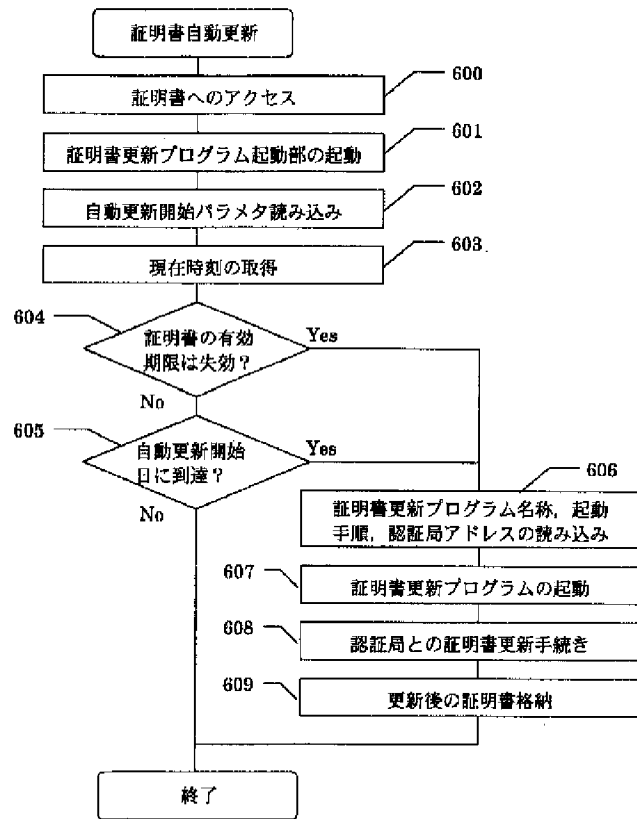 証明書自動更新
600
証明書へのアクセス
601
証明書更新プログラム起動部の起動
602
自動更新開始パラメタ読み込み
603
現在時刻の取得
604
証明書の有効
期限は失効？
Yes
No
605
自動更新開始
日に到達？
Yes
No
606
証明書更新プログラム名称，起動
手順，認証局アドレスの読み込み
607
証明書更新プログラムの起動
608
認証局との証明書更新手続き
609
更新後の証明書格納
終了